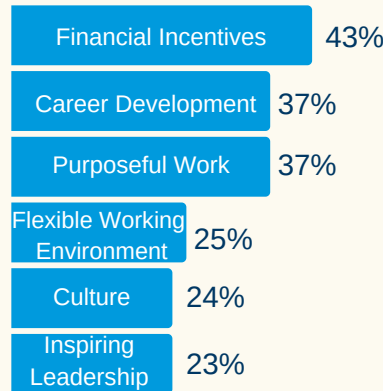 Financial Incentives 43%
Career Development 37%
Purposeful Work 37%
Flexible Working
Environment 25%
Culture 24%
Inspiring
Leadership 23%